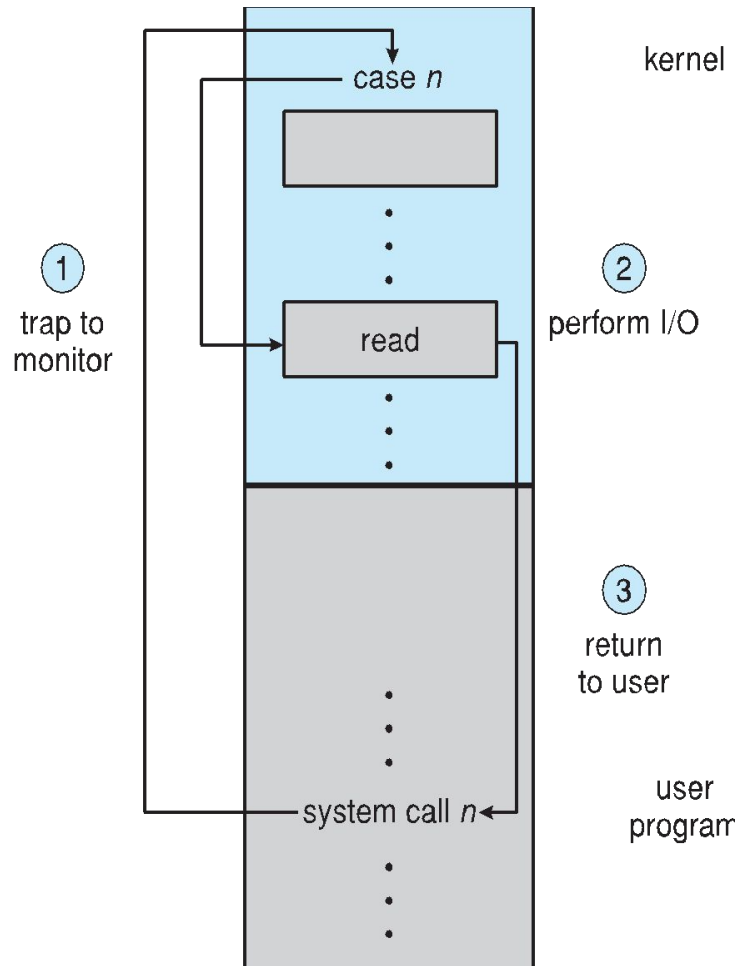 kernel
case n
1
trap to
monitor
2
perform I/O
read
3
return
to user
system call n
user
program